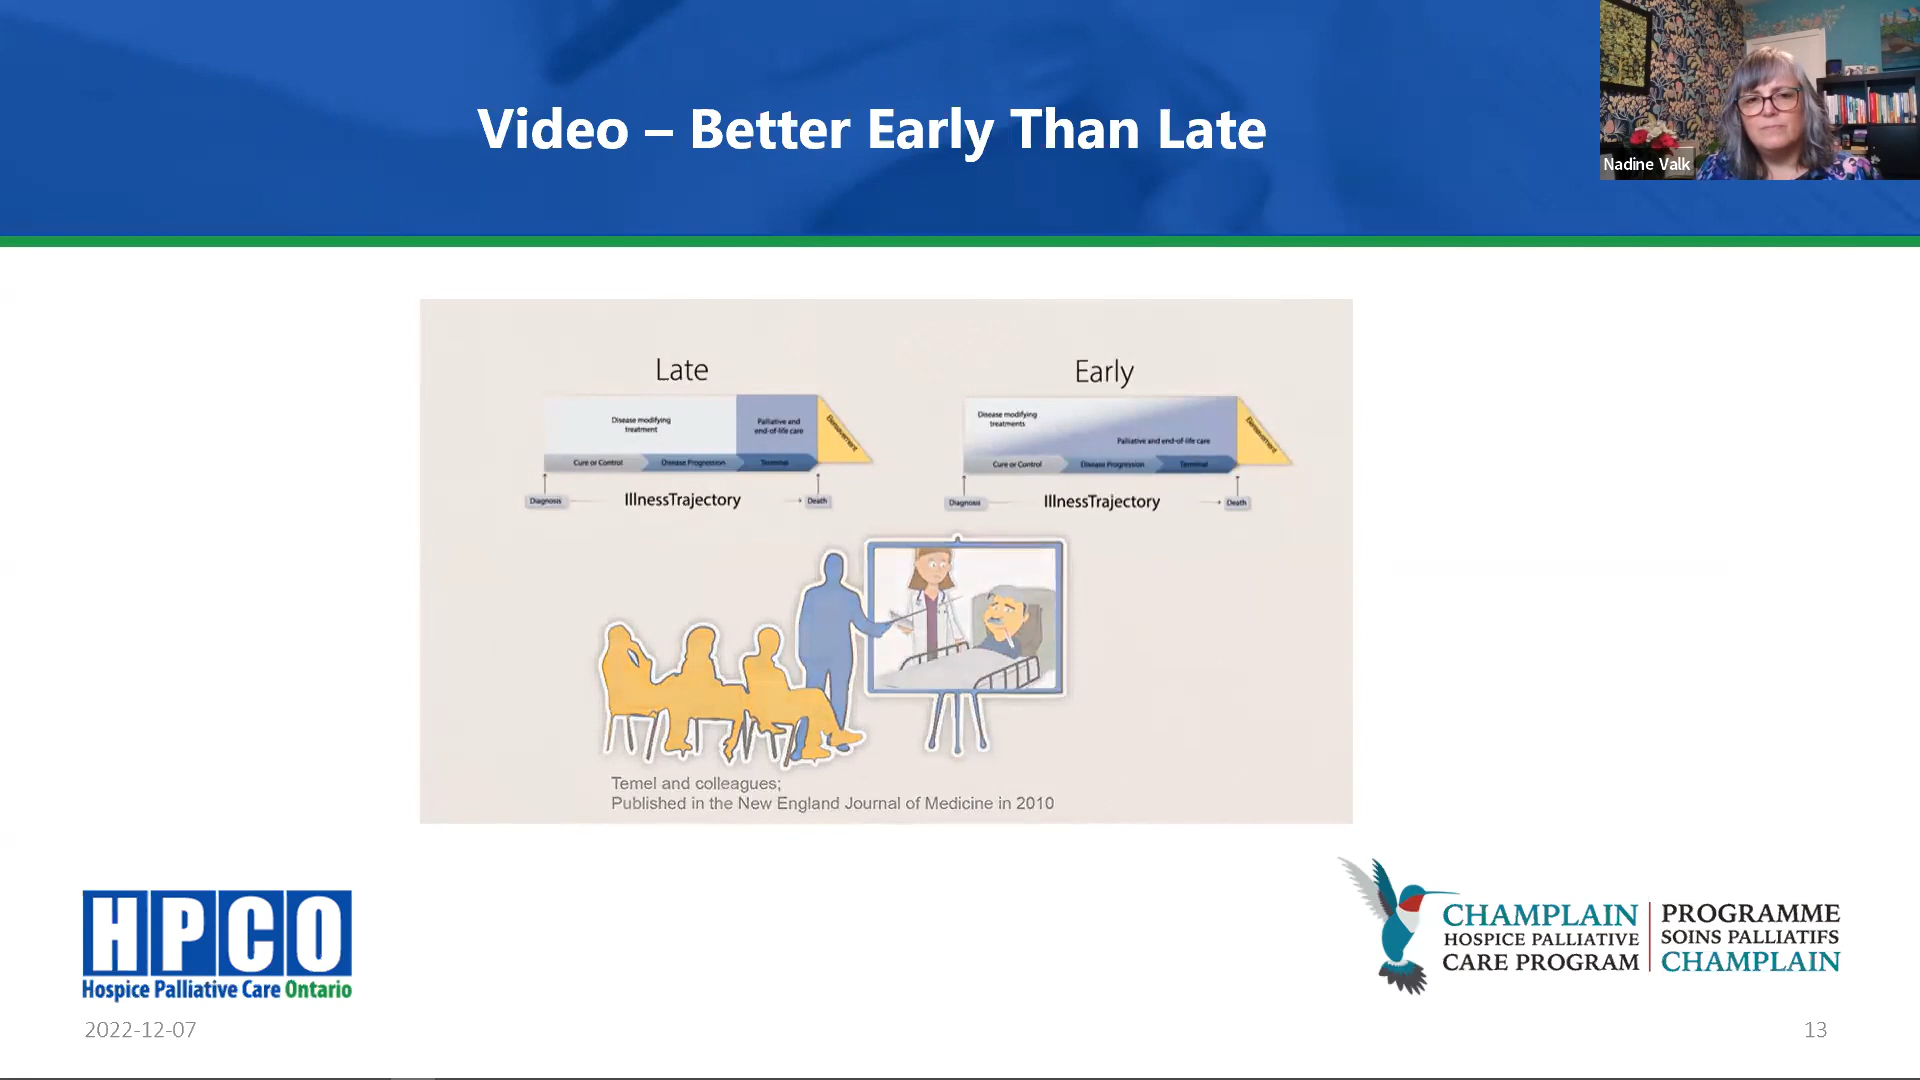 Video – Better Early Than Late
Nadine Valk
Late
Disease modifying
treatment
Palliative and
end-of-life care
Bereavement
Cure or Control
Disease Progression
Terminal
Diagnosis
IllnessTrajectory
Death
Early
Disease modifying
treatments
Palliative and end-of-life care
Bereavement
Cure or Control
Disease Progression
Terminal
Diagnosis
IllnessTrajectory
Death
Temel and colleagues;
Published in the New England Journal of Medicine in 2010
HPCO
Hospice Palliative Care Ontario
CHAMPLAIN
HOSPICE PALLIATIVE
CARE PROGRAM
PROGRAMME
SOINS PALLIATIFS
CHAMPLAIN
2022-12-07
13